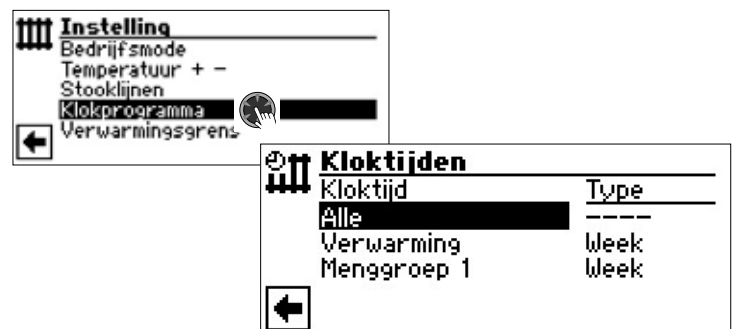 Instelling
Bedrijfsmode
Temperatuur + -
Stooklijnen
Klokprogramma
Verwarmingsgrens
Kloktijden
Kloktijd Type
Alle ----
Verwarming Week
Menggroep 1 Week